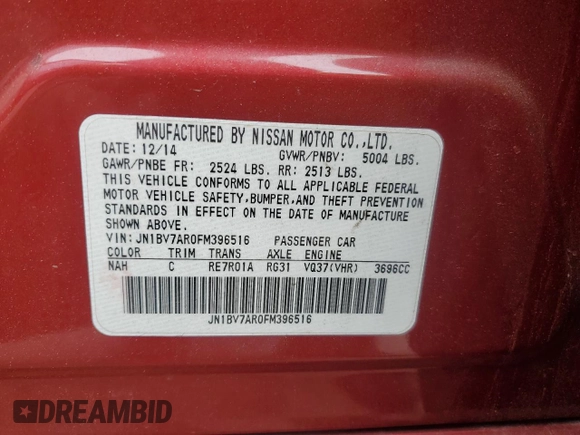 MANUFACTURED BY NISSAN MOTOR CO.,LTD.
DATE: 12/14 GVWR/PNBV: 5004 LBS.
GAWR/PNBE FR: 2524 LBS. RR: 2513 LBS.
THIS VEHICLE CONFORMS TO ALL APPLICABLE FEDERAL
MOTOR VEHICLE SAFETY,BUMPER,AND THEFT PREVENTION
STANDARDS IN EFFECT ON THE DATE OF MANUFACTURE
SHOWN ABOVE.
VIN: JN1BV7AR0FM396516 PASSENGER CAR
COLOR TRIM TRANS AXLE ENGINE
NAH C RE7R01A RG31 VQ37(VHR) 3696CC
JN1BV7AR0FM396516
DREAMBID